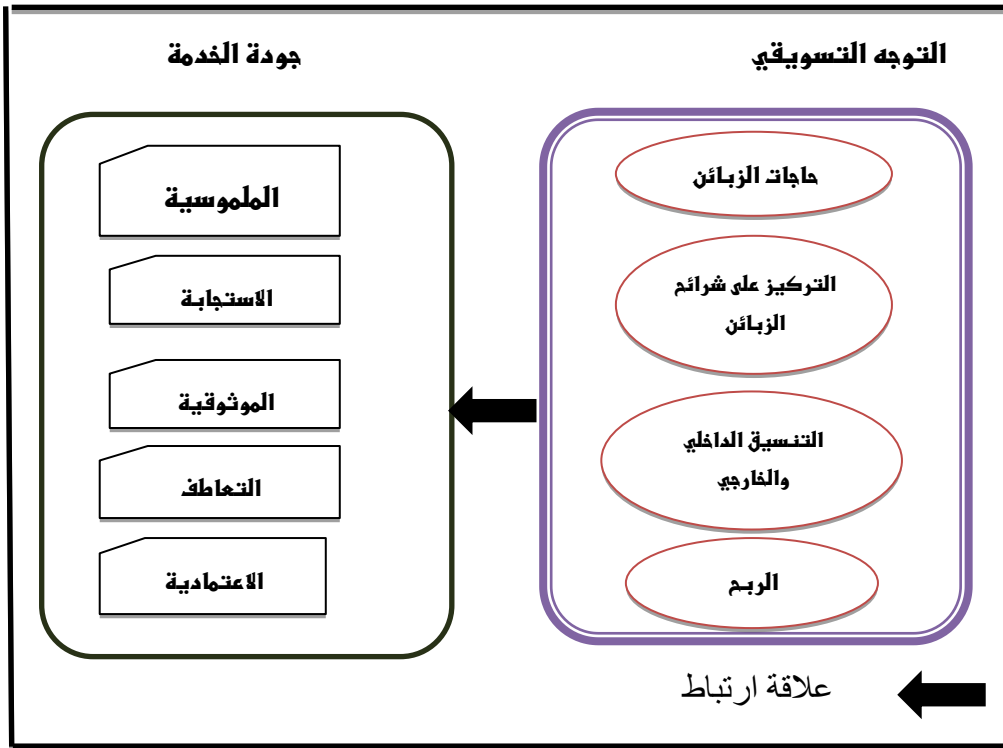 التوجه التسويقي
جودة الخدمة
حاجات الزبائن
التركيز على شرائح
الزبائن
التنسيق الداخلي
والخارجي
الربح
الملموسية
الاستجابة
الموثوقية
التعاطف
الاعتمادية
علاقة ارتباط